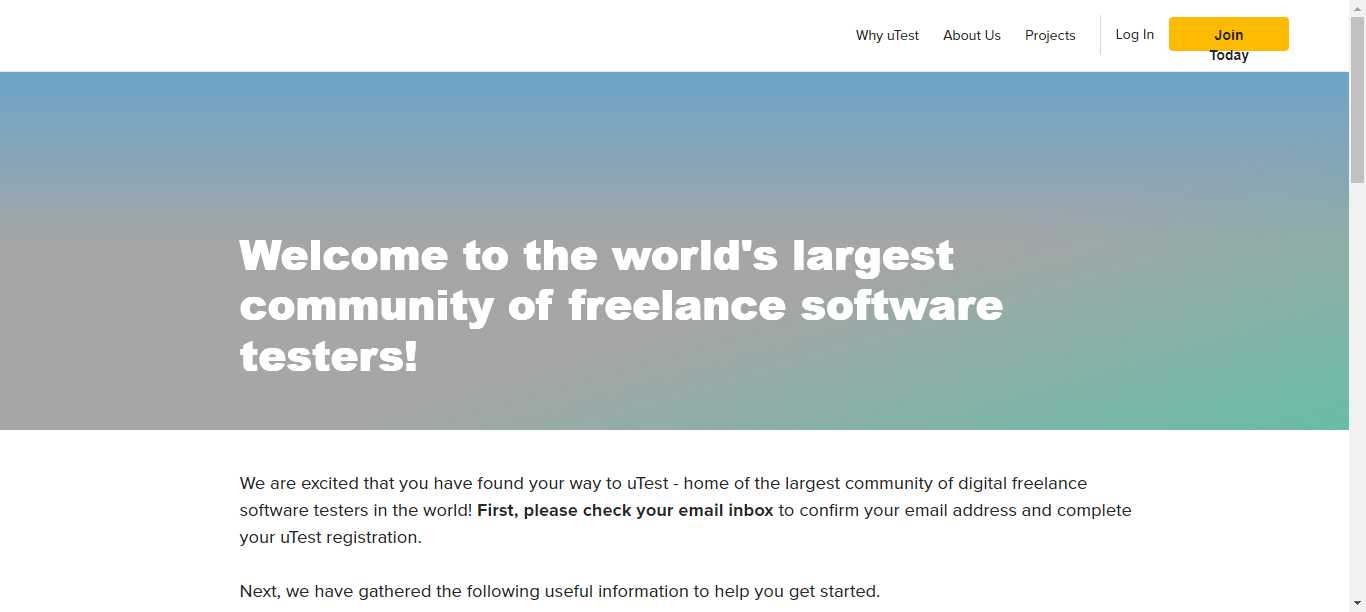 Why uTest About Us Projects Log In Join
Today
Welcome to the world's largest
community of freelance software
testers!
We are excited that you have found your way to uTest - home of the largest community of digital freelance
software testers in the world! First, please check your email inbox to confirm your email address and complete
your uTest registration.
Next, we have gathered the following useful information to help you get started.